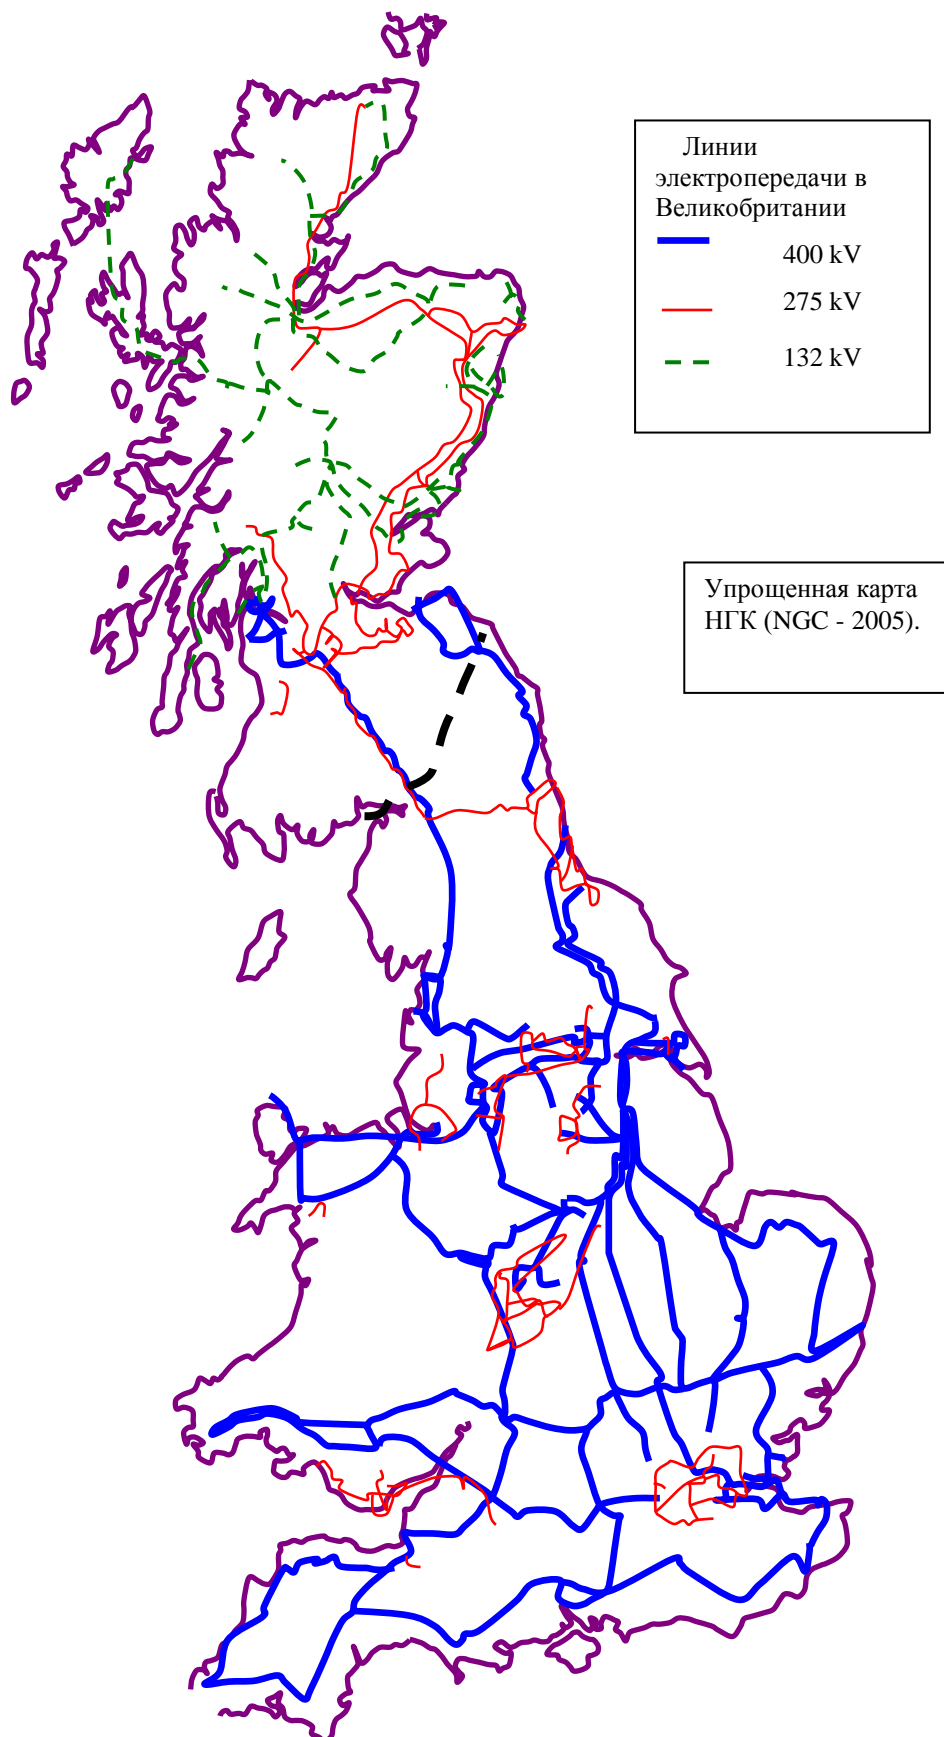 Линии
электропередачи в
Великобритании
400 kV
275 kV
132 kV
Упрощенная карта
НГК (NGC - 2005).